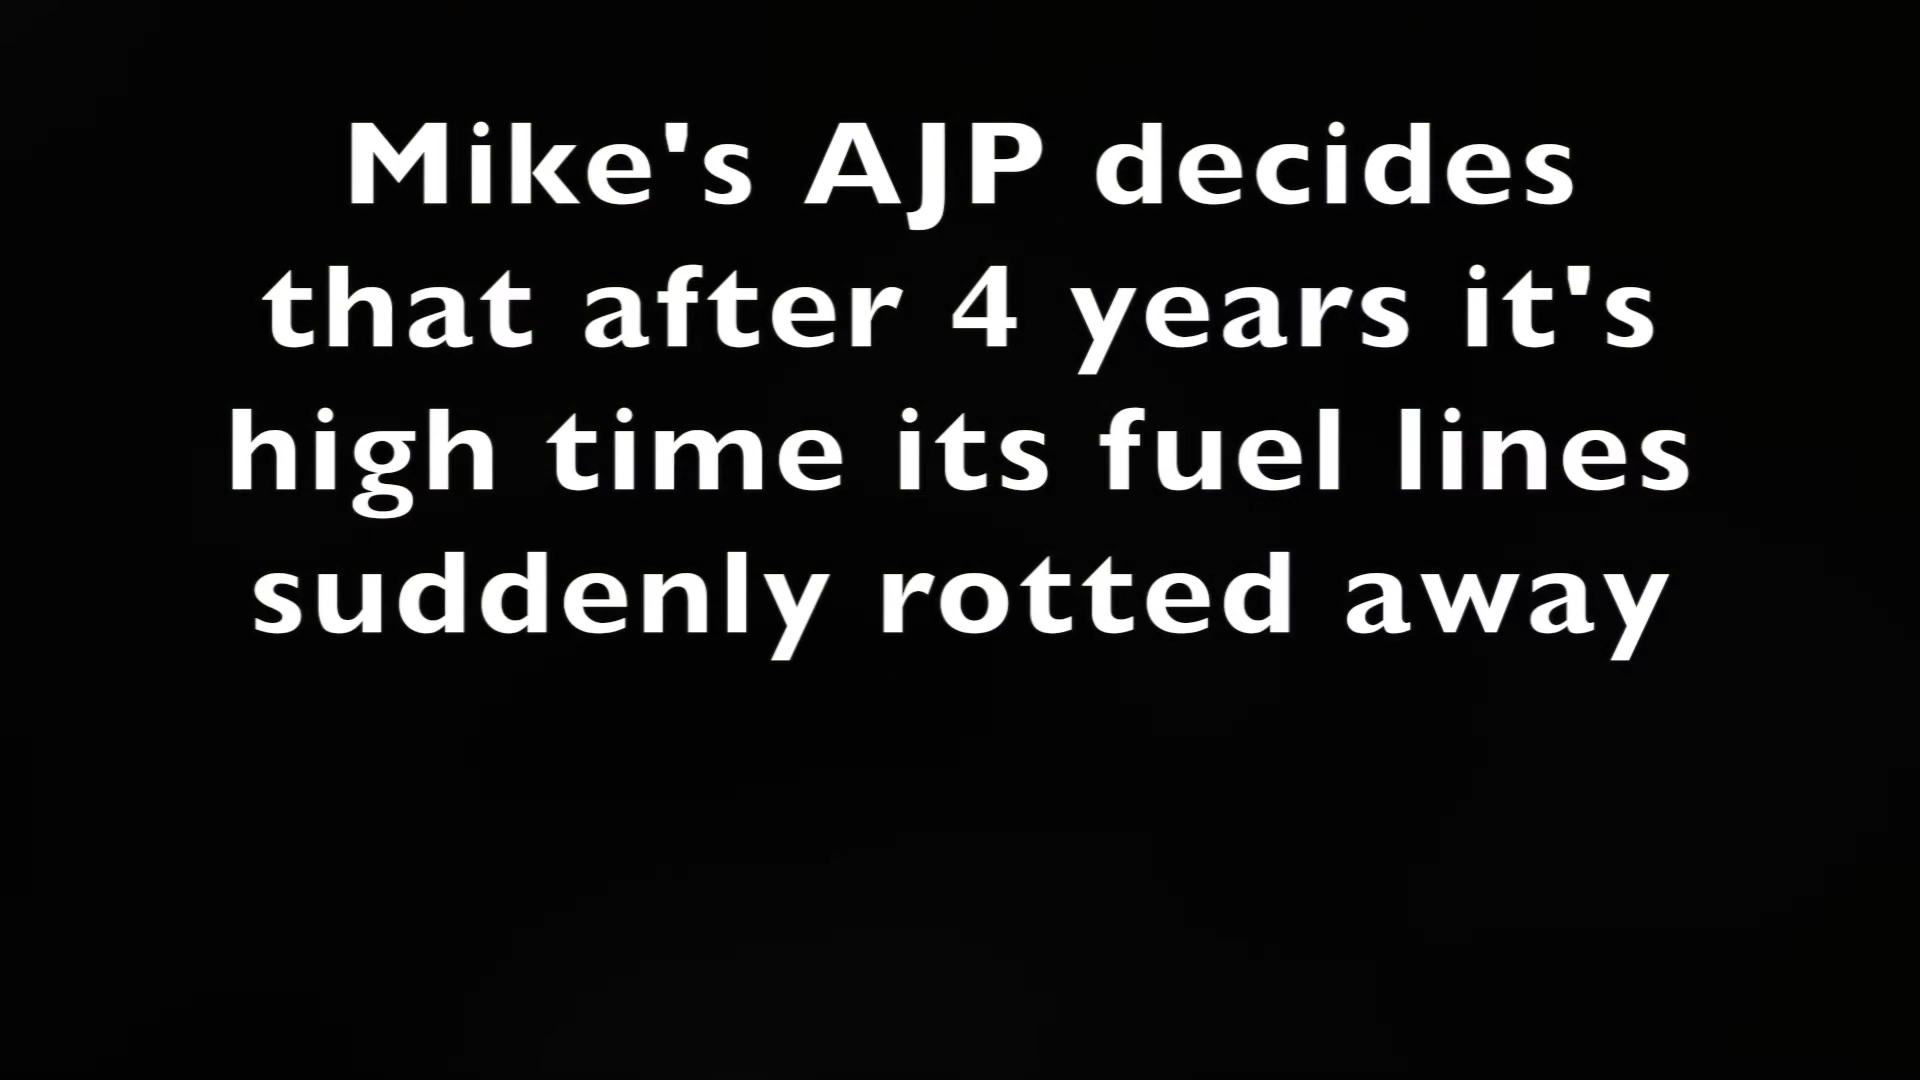 Mike's AJP decides
that after 4 years it's
high time its fuel lines
suddenly rotted away